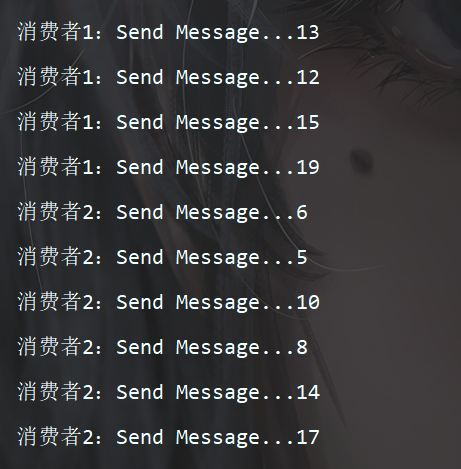 消费者1：Send Message...13
消费者1：Send Message...12
消费者1：Send Message...15
消费者1：Send Message...19
消费者2：Send Message...6
消费者2：Send Message...5
消费者2：Send Message...10
消费者2：Send Message...8
消费者2：Send Message...14
消费者2：Send Message...17